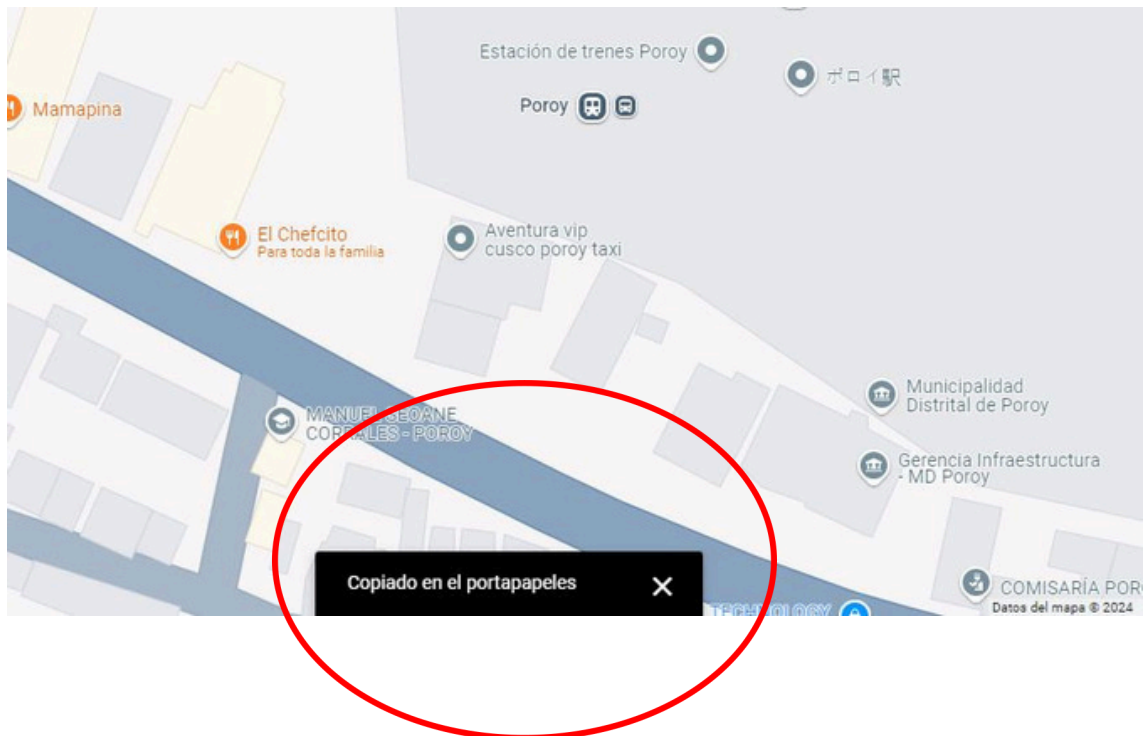 Estación de trenes Poroy
ポロイ駅
Poroy
Mamapina
El Chefcito
Para toda la familia
Aventura vip
cusco poroy taxi
Municipalidad
Distrital de Poroy
MANUEL SEOANE
CORRALES - POROY
Gerencia Infraestructura
- MD Poroy
Copiado en el portapapeles
COMISARÍA POR
TECHNOLOGY
Datos del mapa © 2024